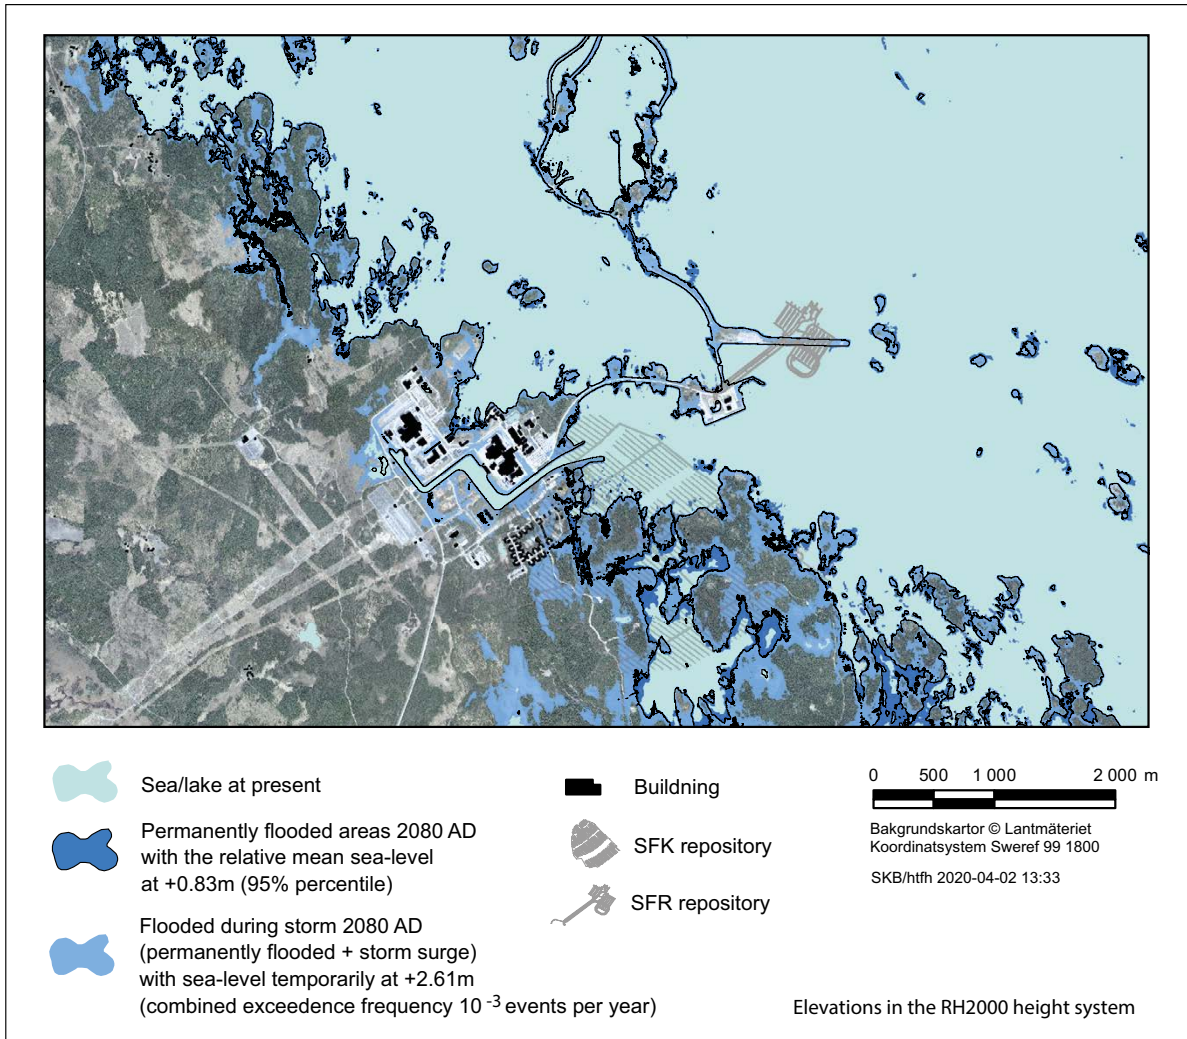 Sea/lake at present
Permanently flooded areas 2080 AD
with the relative mean sea-level
at +0.83m (95% percentile)
Flooded during storm 2080 AD
(permanently flooded + storm surge)
with sea-level temporarily at +2.61m
(combined exceedence frequency 10 -3 events per year)
Buildning
SFK repository
SFR repository
0 500 1 000 2 000 m
Bakgrundskartor © Lantmäteriet
Koordinatsystem Sweref 99 1800
SKB/htfh 2020-04-02 13:33
Elevations in the RH2000 height system